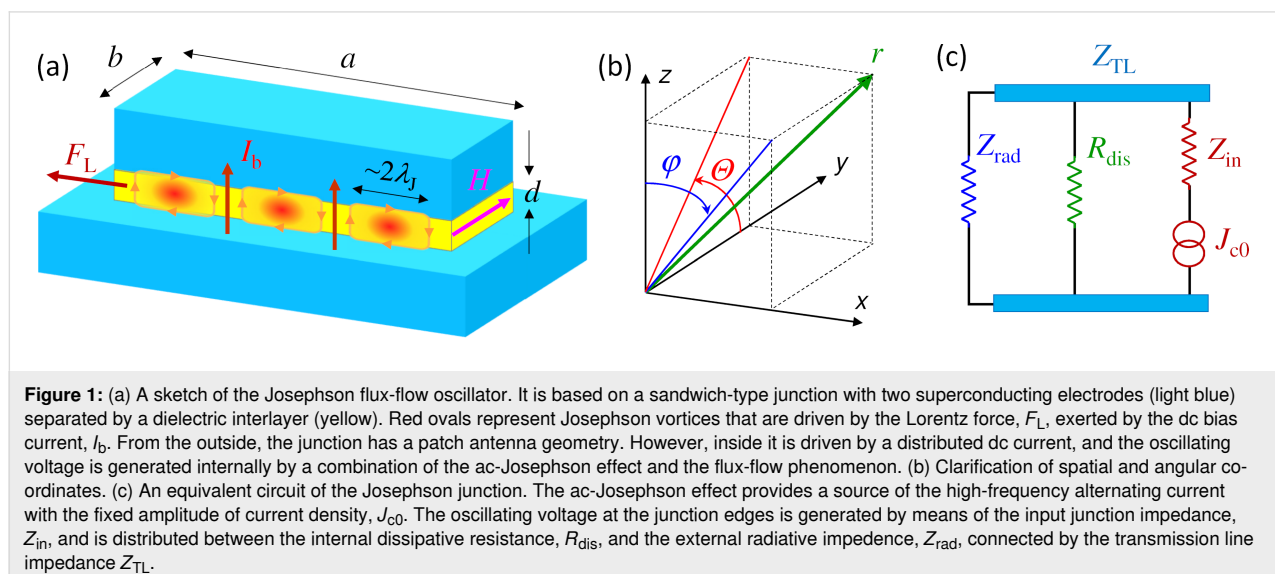 (a)
b
a
F_L
I_b
~2λ_J
H
d
(b)
z
r
φ
Θ
y
x
(c)
Z_TL
Z_rad
R_dis
Z_in
J_c0
Figure 1: (a) A sketch of the Josephson flux-flow oscillator. It is based on a sandwich-type junction with two superconducting electrodes (light blue)
separated by a dielectric interlayer (yellow). Red ovals represent Josephson vortices that are driven by the Lorentz force, F_L, exerted by the dc bias
current, I_b. From the outside, the junction has a patch antenna geometry. However, inside it is driven by a distributed dc current, and the oscillating
voltage is generated internally by a combination of the ac-Josephson effect and the flux-flow phenomenon. (b) Clarification of spatial and angular co-
ordinates. (c) An equivalent circuit of the Josephson junction. The ac-Josephson effect provides a source of the high-frequency alternating current
with the fixed amplitude of current density, J_c0. The oscillating voltage at the junction edges is generated by means of the input junction impedance,
Z_in, and is distributed between the internal dissipative resistance, R_dis, and the external radiative impedence, Z_rad, connected by the transmission line
impedance Z_TL.